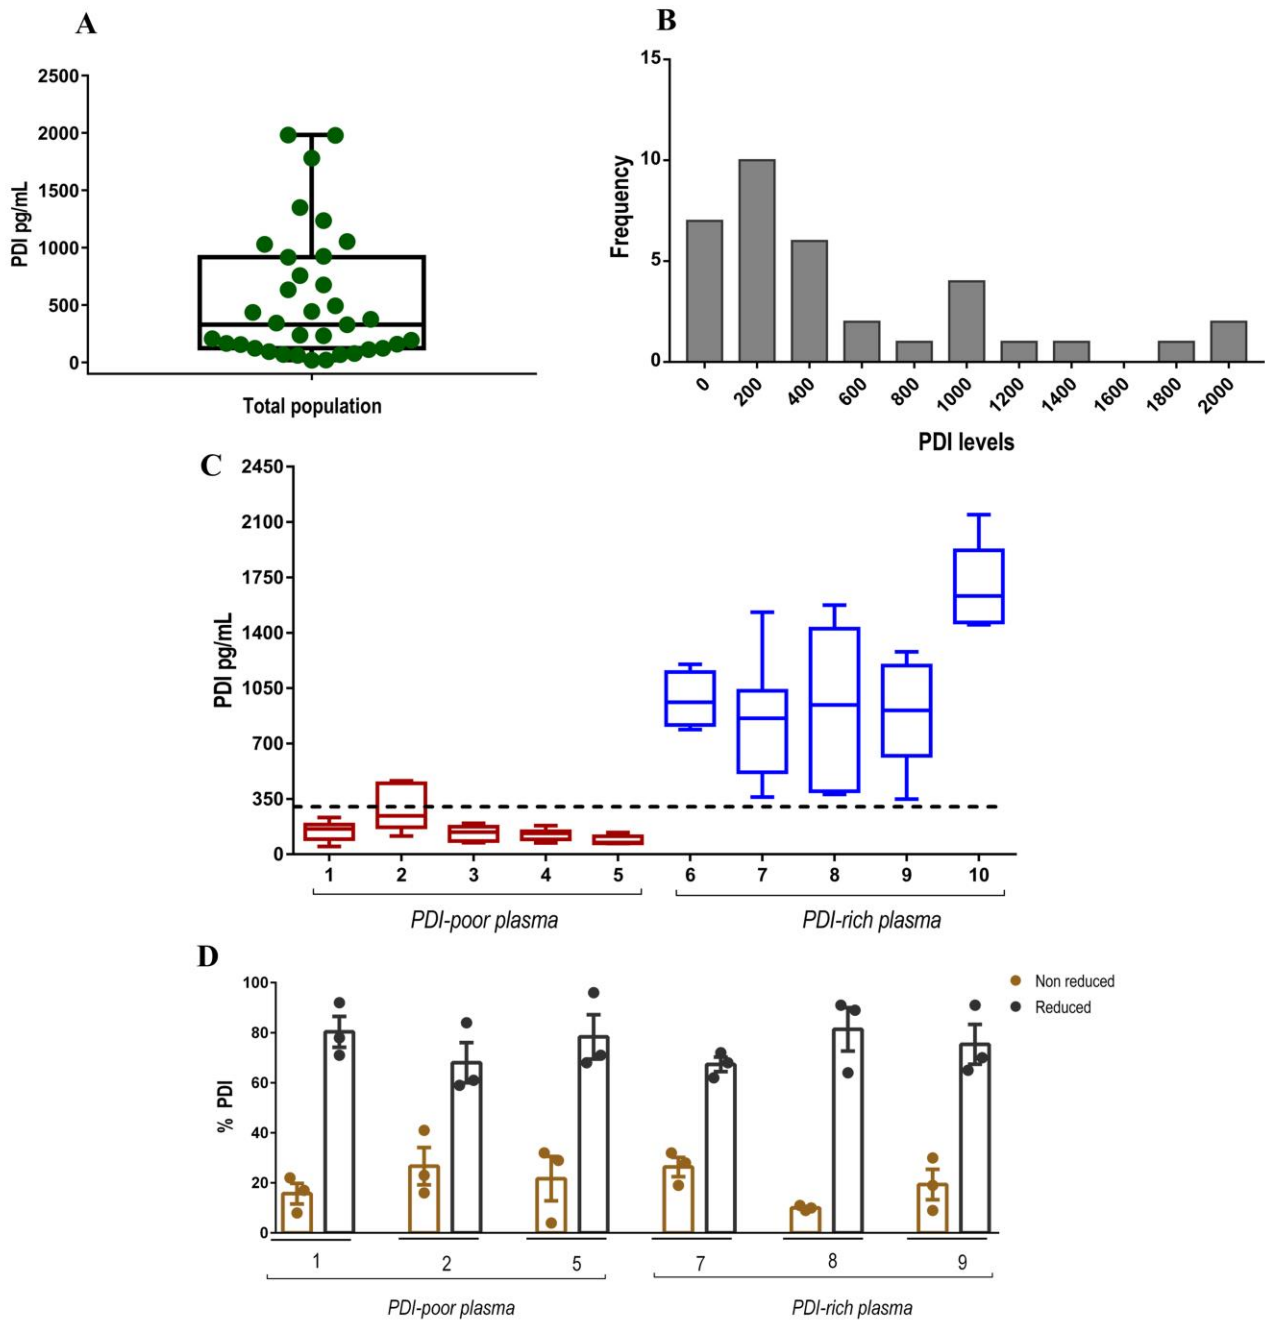 A
2500
2000
1500
1000
500
0
PDI pg/mL
Total population
B
15
10
5
0
Frequency
0 200 400 600 800 1000 1200 1400 1600 1800 2000
PDI levels
C
2450
2100
1750
1400
1050
700
350
0
PDI pg/mL
1 2 3 4 5 6 7 8 9 10
PDI-poor plasma PDI-rich plasma
D
100
80
60
40
20
0
% PDI
Non reduced
Reduced
1 2 5 7 8 9
PDI-poor plasma PDI-rich plasma